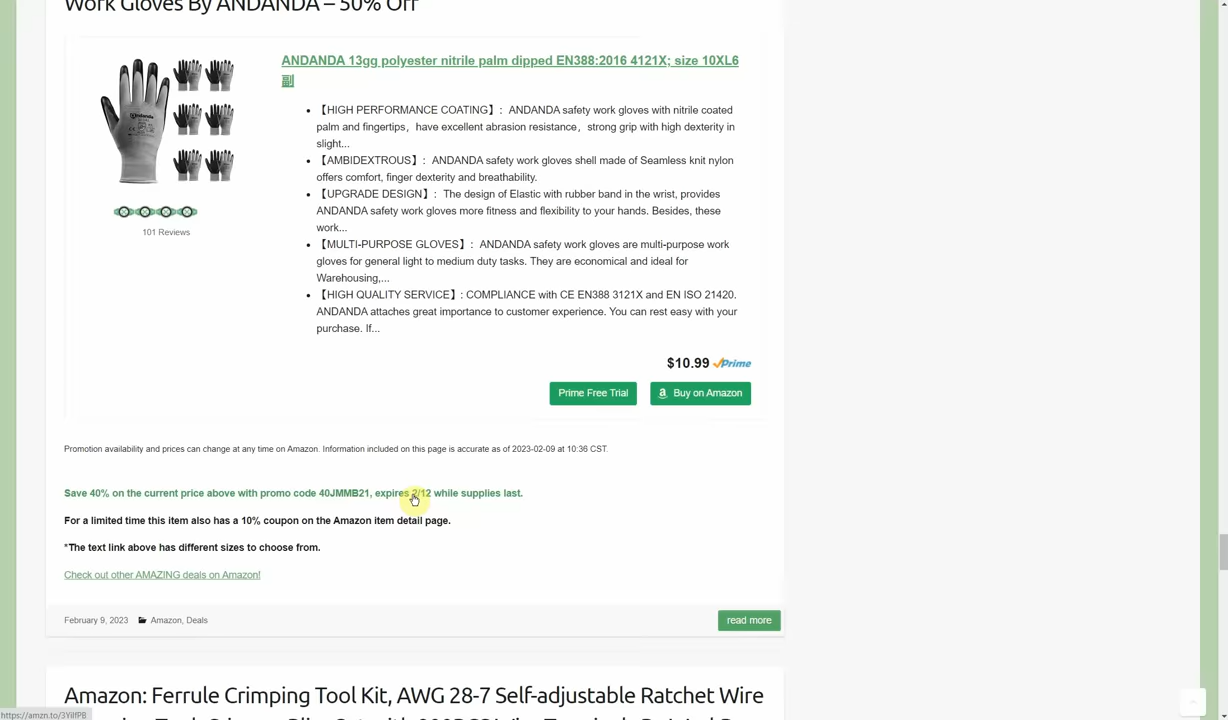 Work Gloves By ANDANDA – 50% Off
ANDANDA 13gg polyester nitrile palm dipped EN388:2016 4121X; size 10XL6
副
【HIGH PERFORMANCE COATING】: ANDANDA safety work gloves with nitrile coated
palm and fingertips, have excellent abrasion resistance, strong grip with high dexterity in
slight...
【AMBIDEXTROUS】: ANDANDA safety work gloves shell made of Seamless knit nylon
offers comfort, finger dexterity and breathability.
【UPGRADE DESIGN】: The design of Elastic with rubber band in the wrist, provides
ANDANDA safety work gloves more fitness and flexibility to your hands. Besides, these
work...
【MULTI-PURPOSE GLOVES】: ANDANDA safety work gloves are multi-purpose work
gloves for general light to medium duty tasks. They are economical and ideal for
Warehousing,...
【HIGH QUALITY SERVICE】: COMPLIANCE with CE EN388 3121X and EN ISO 21420.
ANDANDA attaches great importance to customer experience. You can rest easy with your
purchase. If...
101 Reviews
$10.99 Prime
Prime Free Trial
Buy on Amazon
Promotion availability and prices can change at any time on Amazon. Information included on this page is accurate as of 2023-02-09 at 10:36 CST.
Save 40% on the current price above with promo code 40JMMB21, expires 2/12 while supplies last.
For a limited time this item also has a 10% coupon on the Amazon item detail page.
*The text link above has different sizes to choose from.
Check out other AMAZING deals on Amazon!
February 9, 2023 Amazon, Deals
read more
Amazon: Ferrule Crimping Tool Kit, AWG 28-7 Self-adjustable Ratchet Wire